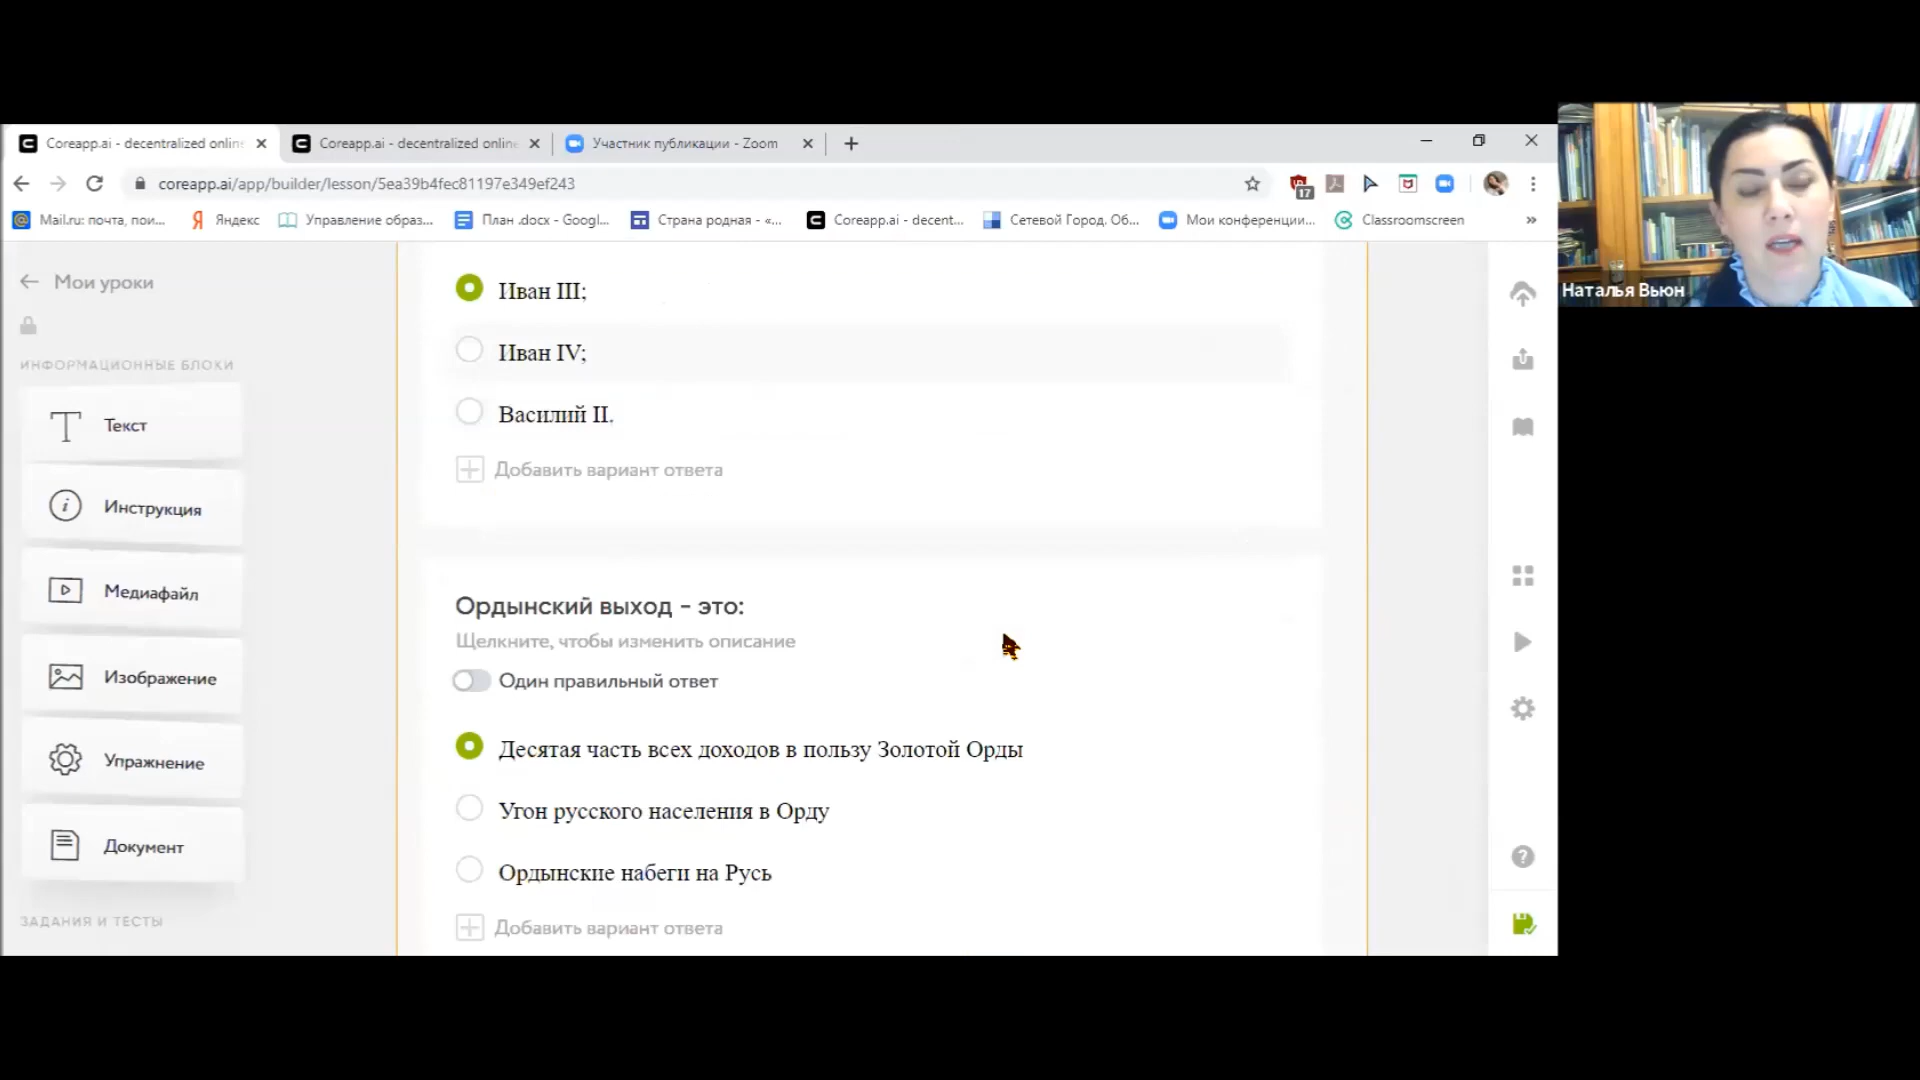 Coreapp.ai - decentralized onlin
Coreapp.ai - decentralized onlin
Участник публикации - Zoom
coreapp.ai/app/builder/lesson/5ea39b4fec81197e349ef243
17
Mail.ru: почта, пои...
Яндекс
Управление образ...
План .docx - Googl...
Страна родная - «...
Coreapp.ai - decent...
Сетевой Город. Об...
Мои конференции...
Classroomscreen
»
Наталья Вьюн
Мои уроки
ИНФОРМАЦИОННЫЕ БЛОКИ
Текст
Инструкция
Медиафайл
Изображение
Упражнение
Документ
ЗАДАНИЯ И ТЕСТЫ
Иван III;
Иван IV;
Василий II.
Добавить вариант ответа
Ордынский выход - это:
Щелкните, чтобы изменить описание
Один правильный ответ
Десятая часть всех доходов в пользу Золотой Орды
Угон русского населения в Орду
Ордынские набеги на Русь
Добавить вариант ответа